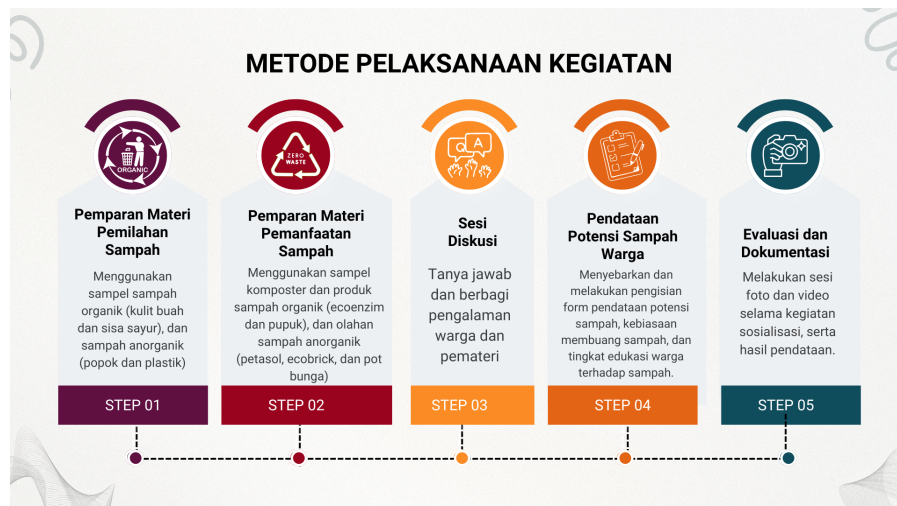 METODE PELAKSANAAN KEGIATAN
ORGANIC
Pemparan Materi
Pemilahan
Sampah
Menggunakan
sampel sampah
organik (kulit buah
dan sisa sayur), dan
sampah anorganik
(popok dan plastik)
STEP 01
ZERO
WASTE
Pemparan Materi
Pemanfaatan
Sampah
Menggunakan sampel
komposter dan produk
sampah organik (ecoenzim
dan pupuk), dan olahan
sampah anorganik
(petasol, ecobrick, dan pot
bunga)
STEP 02
Q A
Sesi
Diskusi
Tanya jawab
dan berbagi
pengalaman
warga dan
pemateri
STEP 03
Pendataan
Potensi Sampah
Warga
Menyebarkan dan
melakukan pengisian
form pendataan potensi
sampah, kebiasaan
membuang sampah, dan
tingkat edukasi warga
terhadap sampah.
STEP 04
Evaluasi dan
Dokumentasi
Melakukan sesi
foto dan video
selama kegiatan
sosialisasi, serta
hasil pendataan.
STEP 05